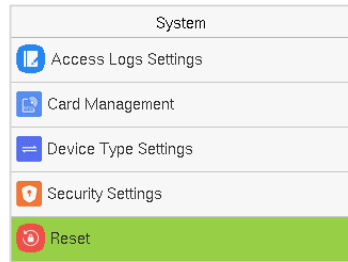 System
Access Logs Settings
Card Management
Device Type Settings
Security Settings
Reset